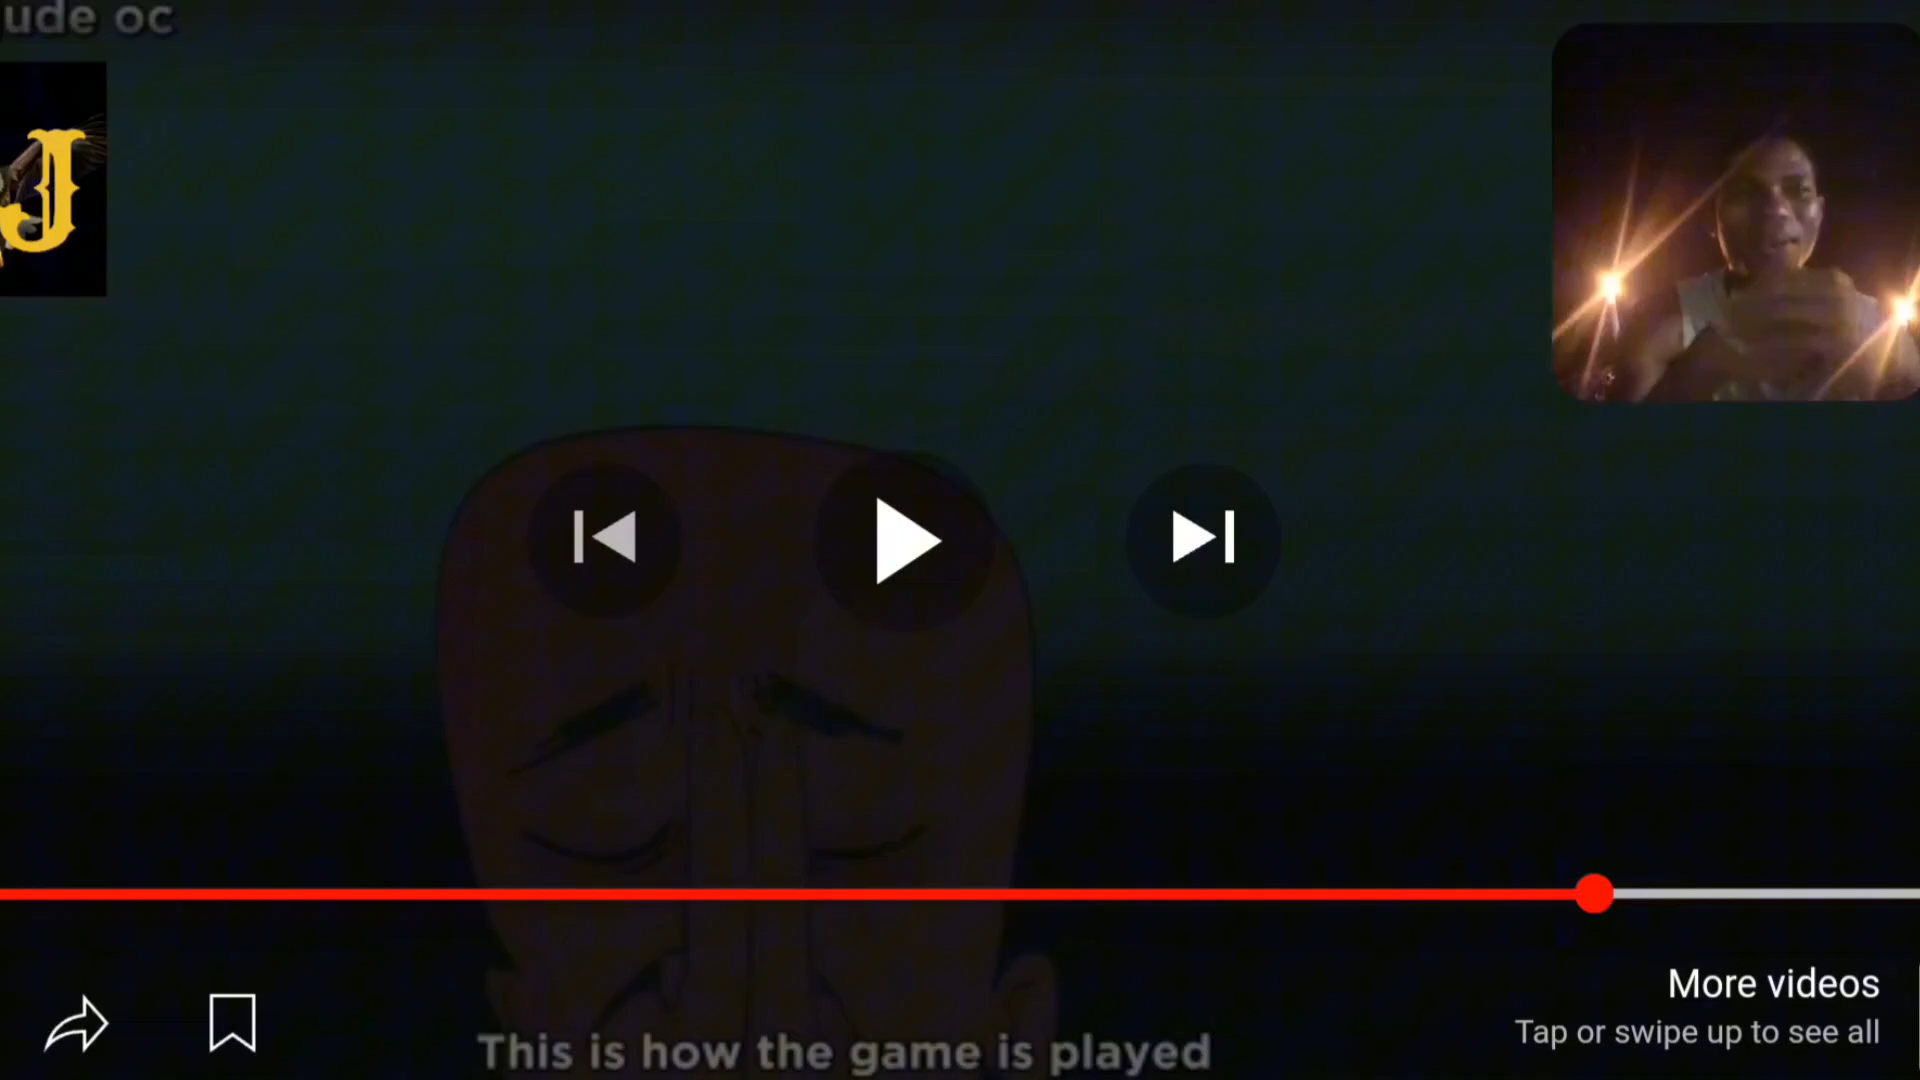 ude oc
J
This is how the game is played
More videos
Tap or swipe up to see all